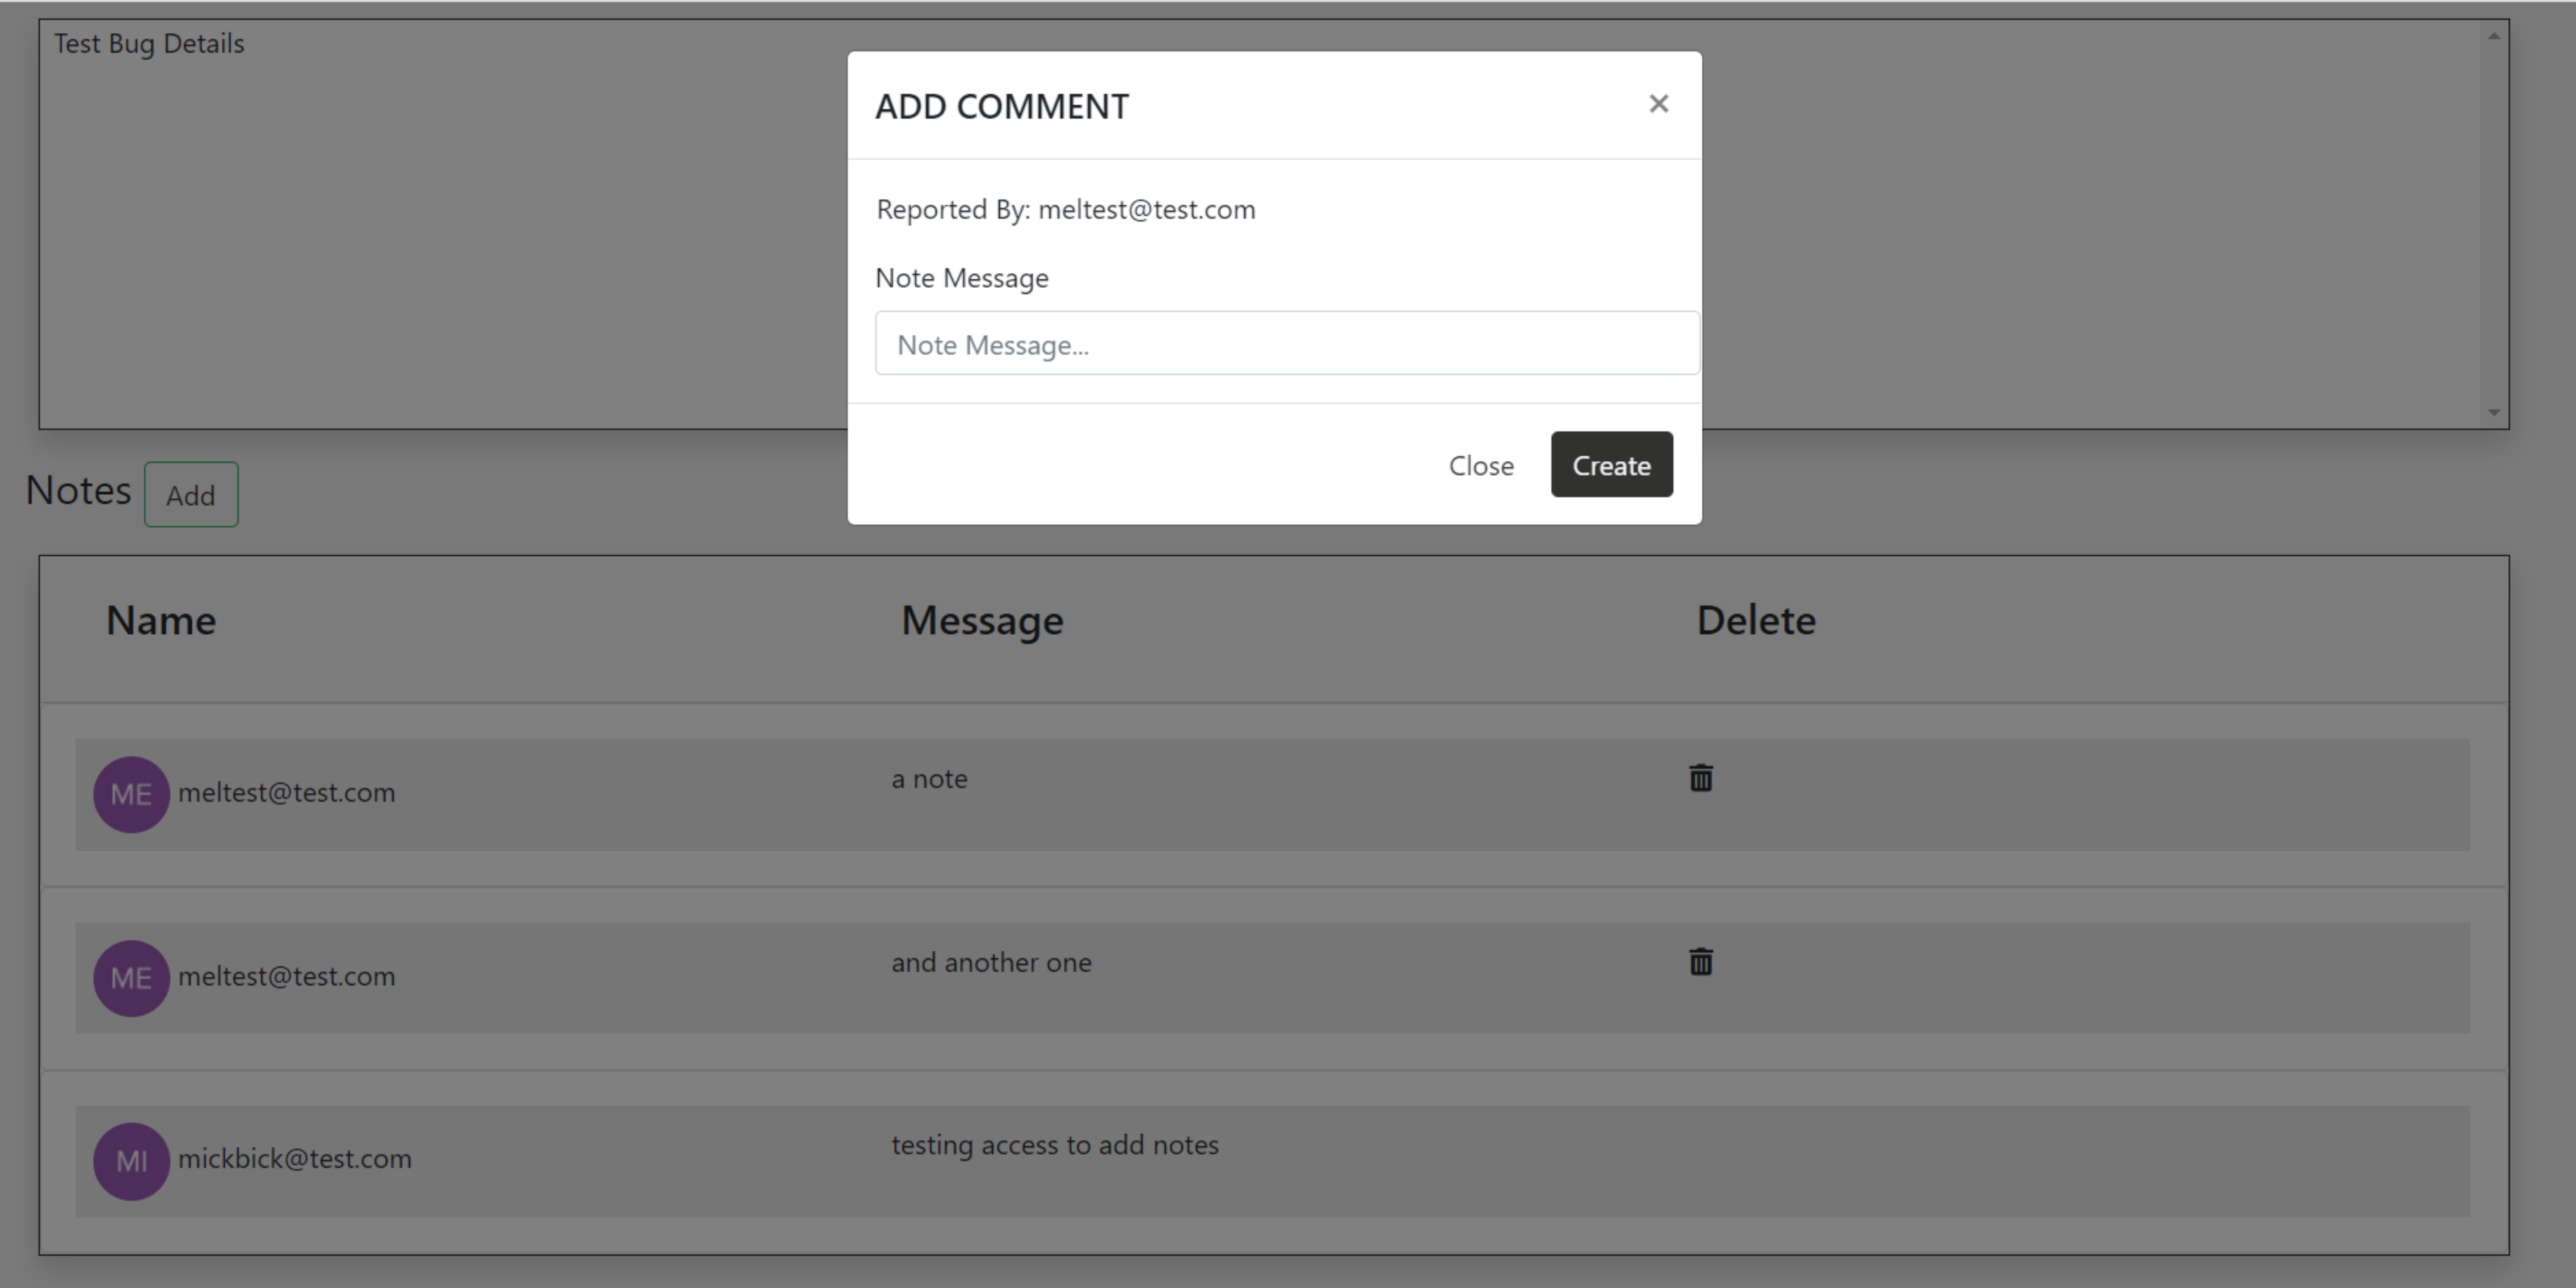 Test Bug Details
ADD COMMENT
×
Reported By: meltest@test.com
Note Message
Note Message...
Close Create
Notes Add
Name Message Delete
ME meltest@test.com a note
ME meltest@test.com and another one
MI mickbick@test.com testing access to add notes